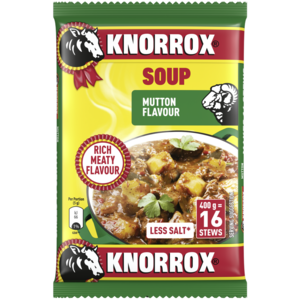 KNORROX®
SOUP
MUTTON
FLAVOUR
RICH
MEATY
FLAVOUR
400 g =
16
STEWS
LESS SALT*
KNORROX®